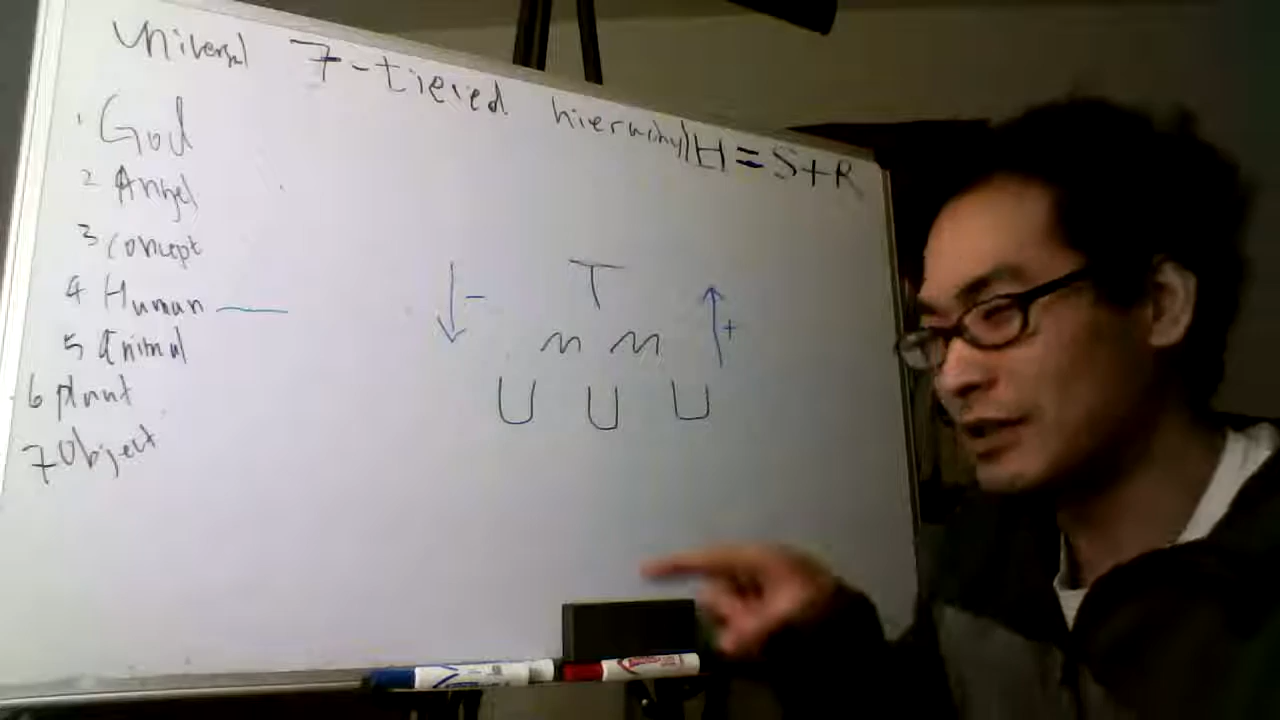 Universal 7-tiered hierarchy H = S+R
1 God
2 Angel
3 concept
4 Human
5 animal
6 plant
7 Object
-
T
+
m m
U U U